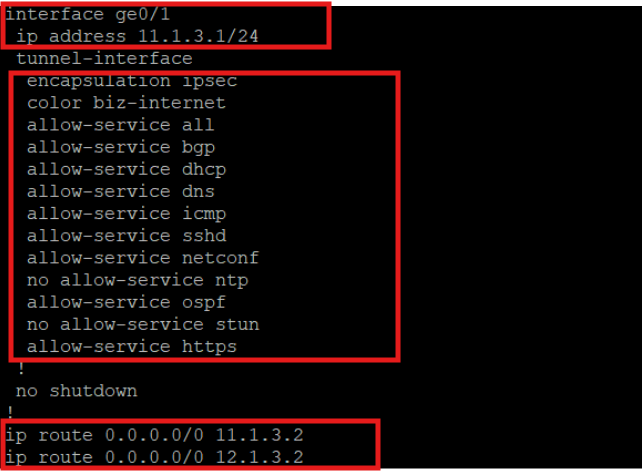 interface ge0/1
ip address 11.1.3.1/24
tunnel-interface
encapsulation ipsec
color biz-internet
allow-service all
allow-service bgp
allow-service dhcp
allow-service dns
allow-service icmp
allow-service sshd
allow-service netconf
no allow-service ntp
allow-service ospf
no allow-service stun
allow-service https
!
no shutdown
!
ip route 0.0.0.0/0 11.1.3.2
ip route 0.0.0.0/0 12.1.3.2